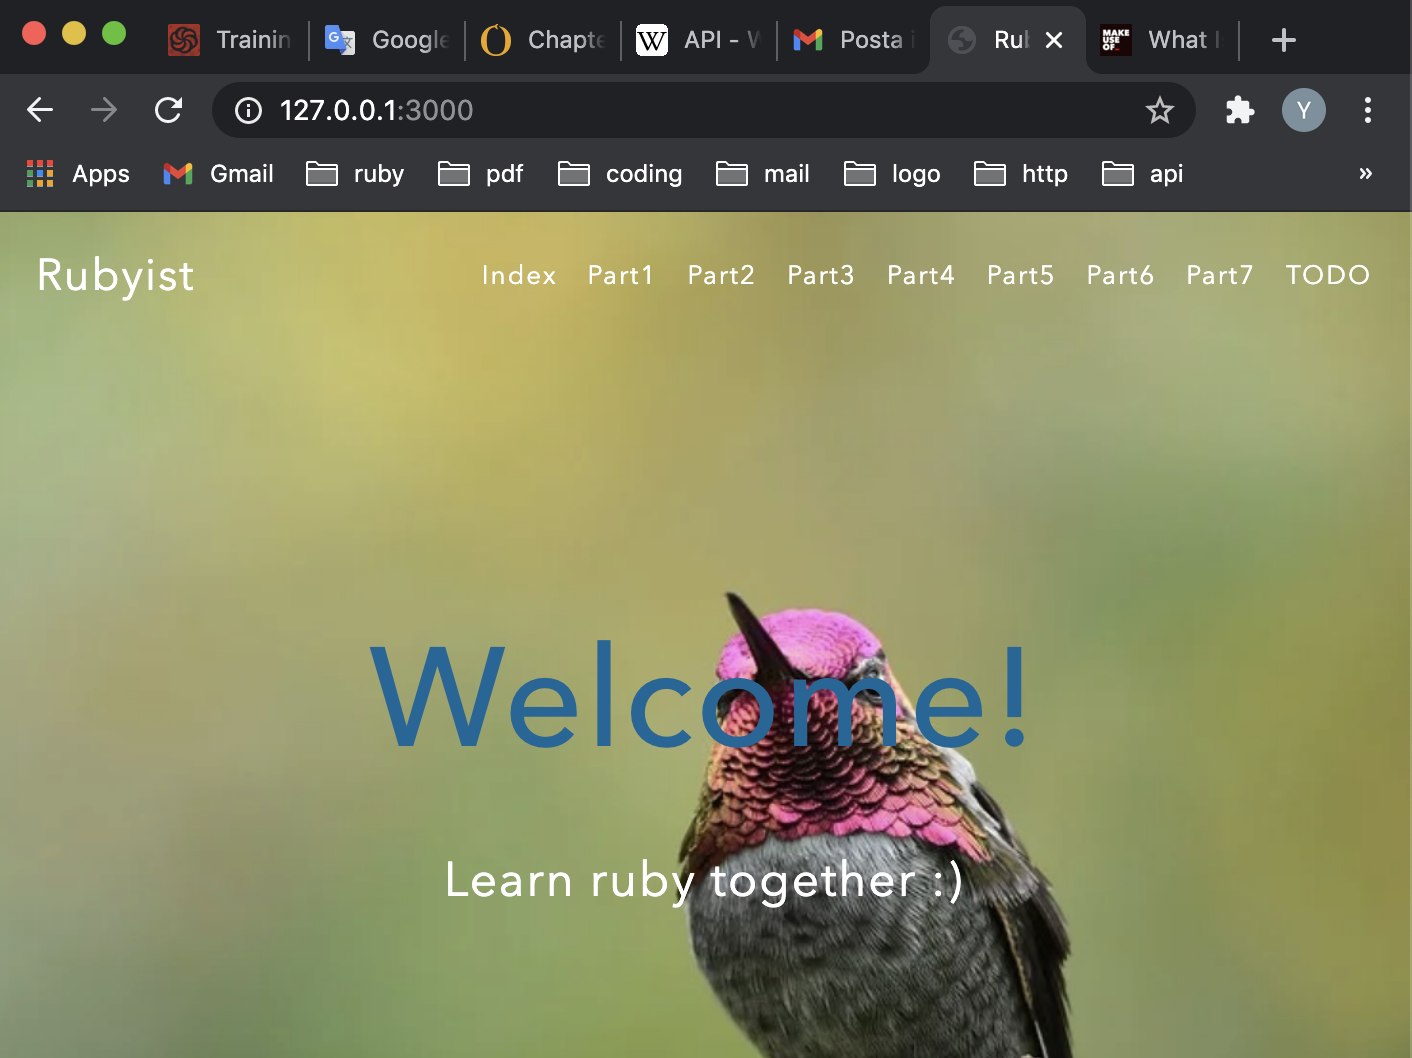 Trainin Google Chapte API - W Posta i Rub What I
127.0.0.1:3000 Y
Apps Gmail ruby pdf coding mail logo http api »
Rubyist Index Part1 Part2 Part3 Part4 Part5 Part6 Part7 TODO
Welcome!
Learn ruby together :)